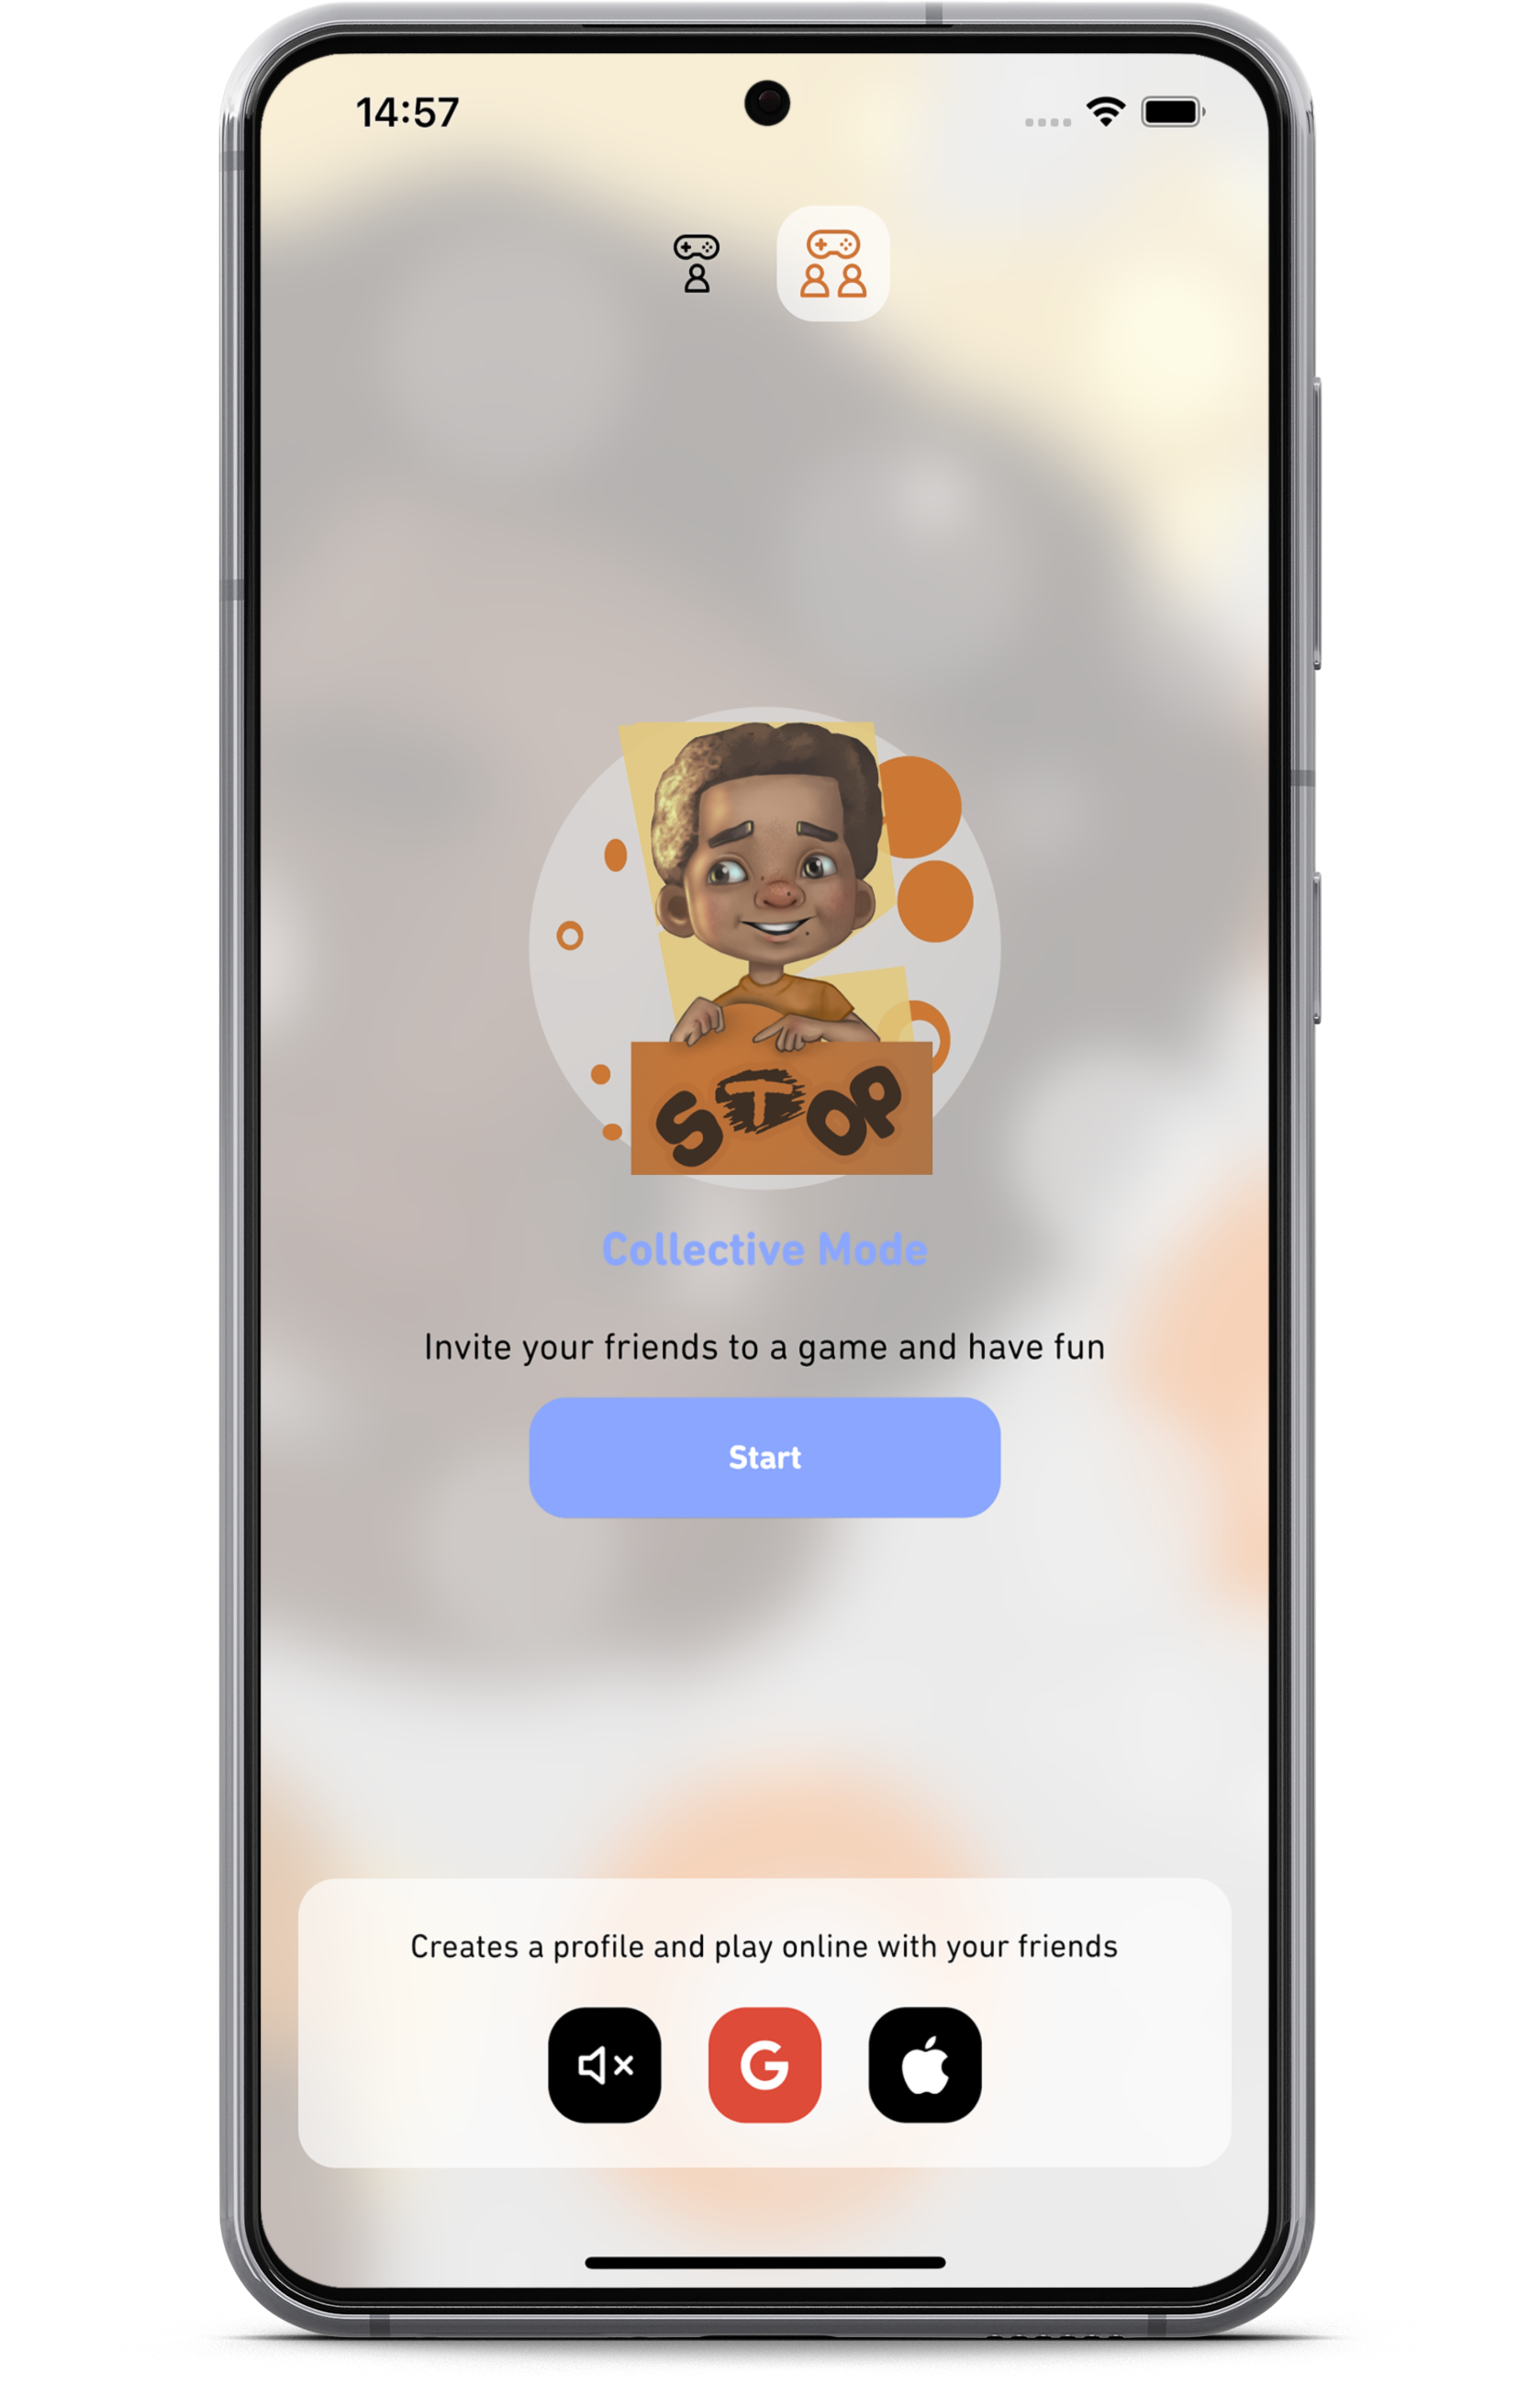 14:57
STOP
Collective Mode
Invite your friends to a game and have fun
Start
Creates a profile and play online with your friends
G